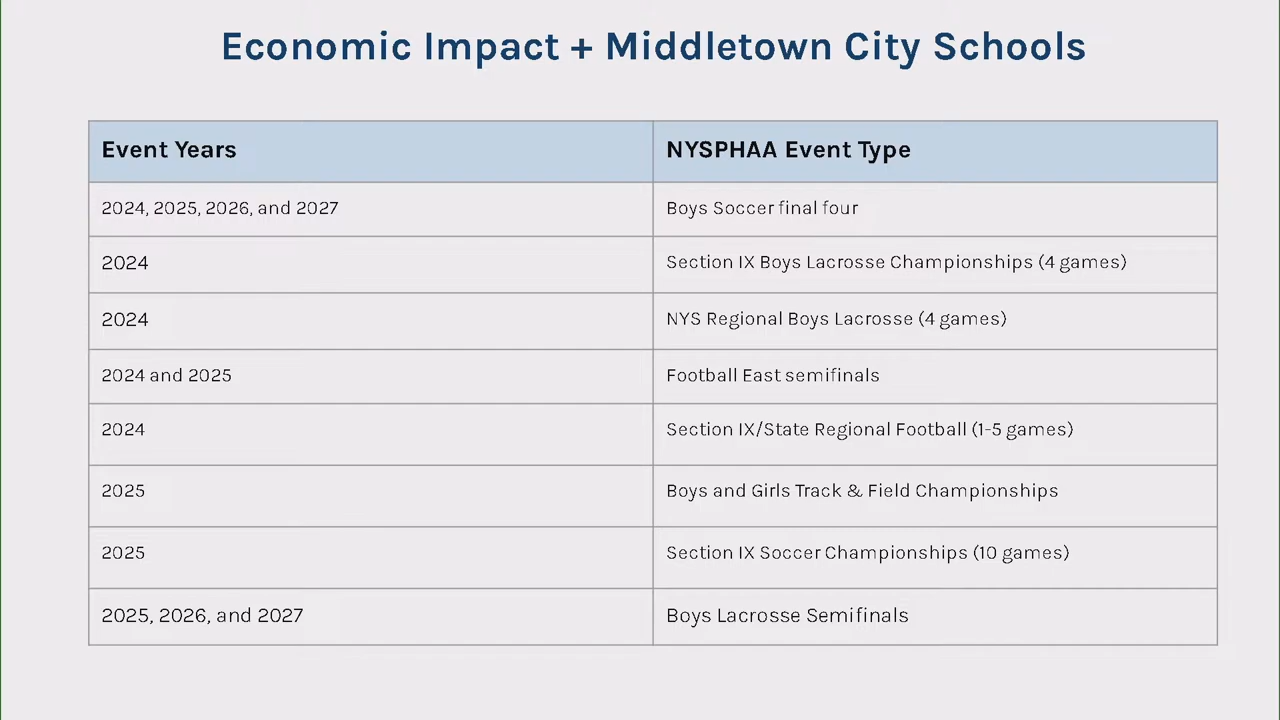 Economic Impact + Middletown City Schools
Event Years NYSPHAA Event Type
2024, 2025, 2026, and 2027 Boys Soccer final four
2024 Section IX Boys Lacrosse Championships (4 games)
2024 NYS Regional Boys Lacrosse (4 games)
2024 and 2025 Football East semifinals
2024 Section IX/State Regional Football (1-5 games)
2025 Boys and Girls Track & Field Championships
2025 Section IX Soccer Championships (10 games)
2025, 2026, and 2027 Boys Lacrosse Semifinals